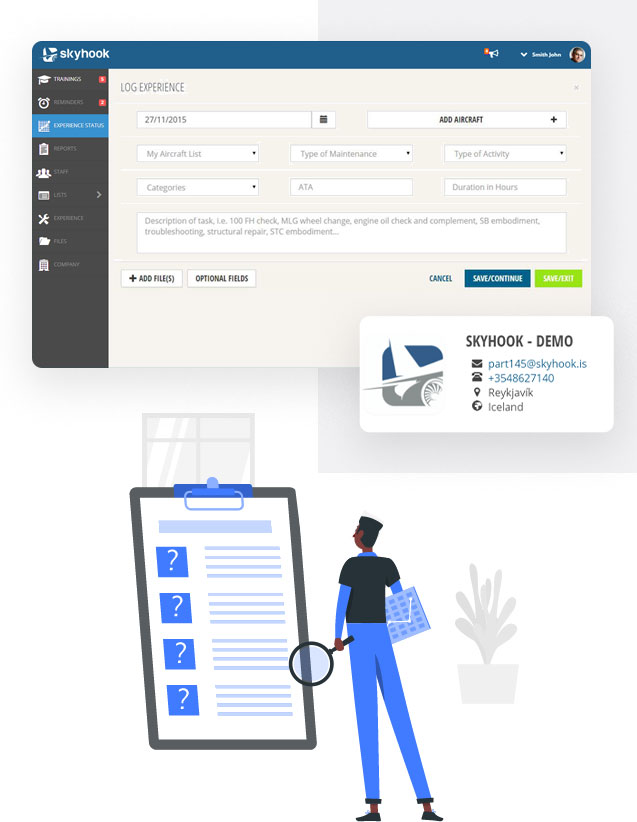 skyhook
Smith John
TRAININGS 5
REMINDERS 2
EXPERIENCE STATUS
REPORTS
STAFF
LISTS
EXPERIENCE
FILES
COMPANY
LOG EXPERIENCE ×
27/11/2015 ADD AIRCRAFT +
My Aircraft List Type of Maintenance Type of Activity
Categories ATA Duration in Hours
Description of task, i.e. 100 FH check, MLG wheel change, engine oil check and complement, SB embodiment,
troubleshooting, structural repair, STC embodiment...
+ ADD FILE(S) OPTIONAL FIELDS CANCEL SAVE/CONTINUE SAVE/EXIT
SKYHOOK - DEMO
part145@skyhook.is
+3548627140
Reykjavík
Iceland
?
?
?
?